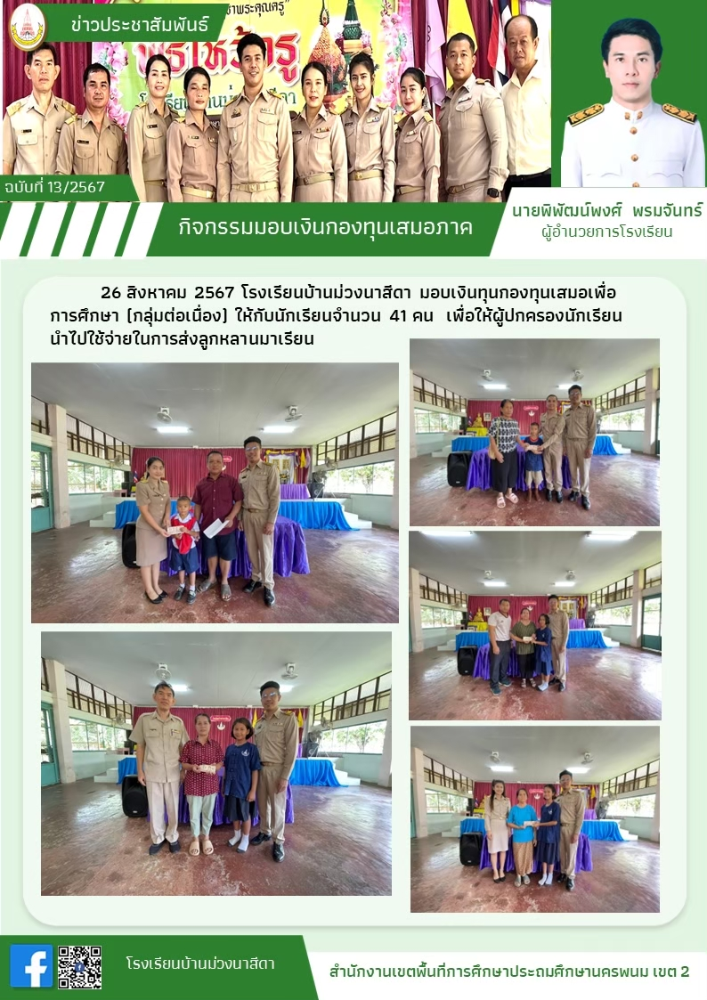 ข่าวประชาสัมพันธ์
พิธีไหว้ครู
ฉบับที่ 13/2567
กิจกรรมมอบเงินกองทุนเสมอภาค
นายพิพัฒน์พงศ์ พรมจันทร์
ผู้อำนวยการโรงเรียน
26 สิงหาคม 2567 โรงเรียนบ้านม่วงนาสีดา มอบเงินทุนกองทุนเสมอเพื่อ
การศึกษา (กลุ่มต่อเนื่อง) ให้กับนักเรียนจำนวน 41 คน เพื่อให้ผู้ปกครองนักเรียน
นำไปใช้จ่ายในการส่งลูกหลานมาเรียน
โรงเรียนบ้านม่วงนาสีดา
สำนักงานเขตพื้นที่การศึกษาประถมศึกษานครพนม เขต 2